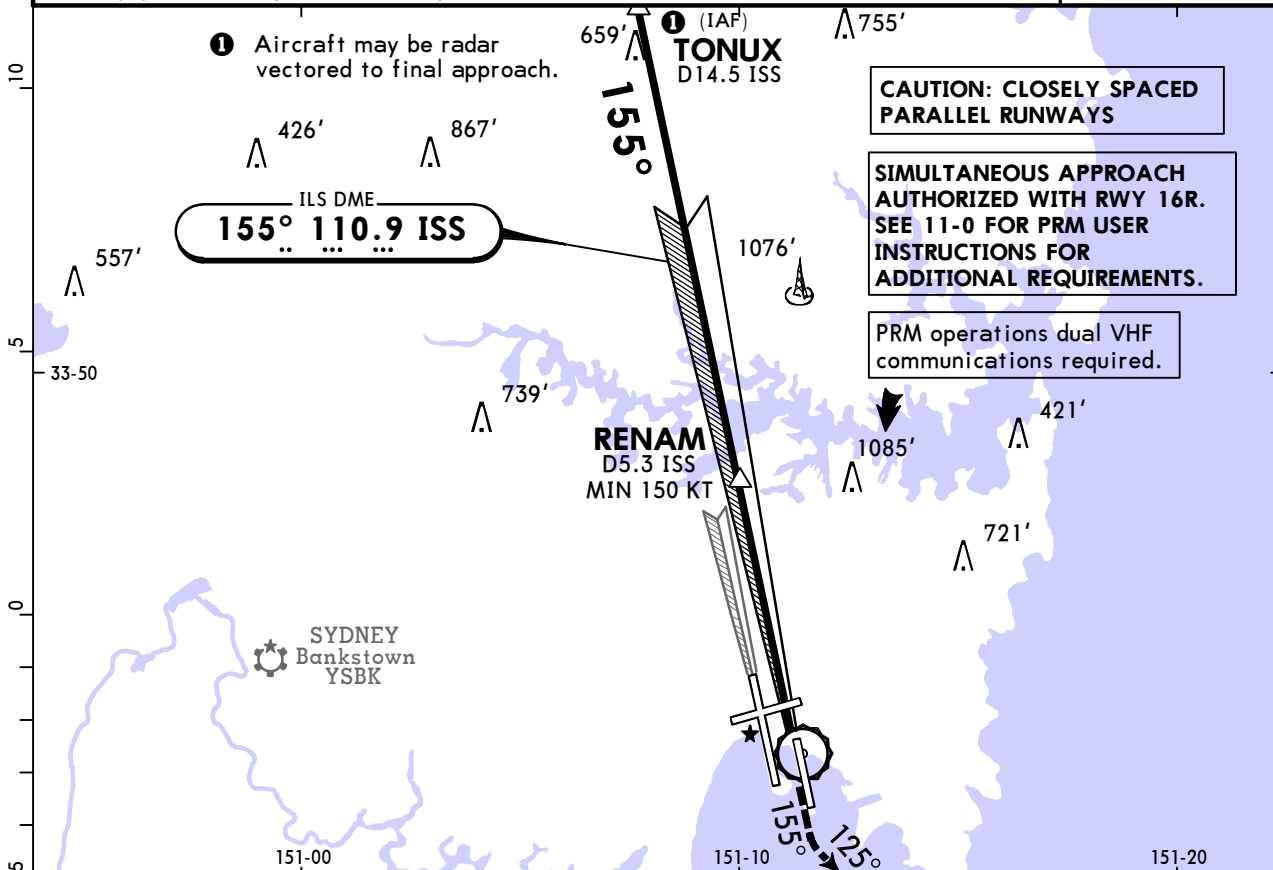 ❶ Aircraft may be radar
vectored to final approach.
659'
❶ (IAF)
TONUX
D14.5 ISS
755'
10
155°
CAUTION: CLOSELY SPACED
PARALLEL RUNWAYS
426'
867'
SIMULTANEOUS APPROACH
AUTHORIZED WITH RWY 16R.
SEE 11-0 FOR PRM USER
INSTRUCTIONS FOR
ADDITIONAL REQUIREMENTS.
ILS DME
155° 110.9 ISS
557'
1076'
PRM operations dual VHF
communications required.
5
33-50
739'
421'
RENAM
D5.3 ISS
MIN 150 KT
1085'
721'
0
SYDNEY
Bankstown
YSBK
155°
125°
5
151-00
151-10
151-20